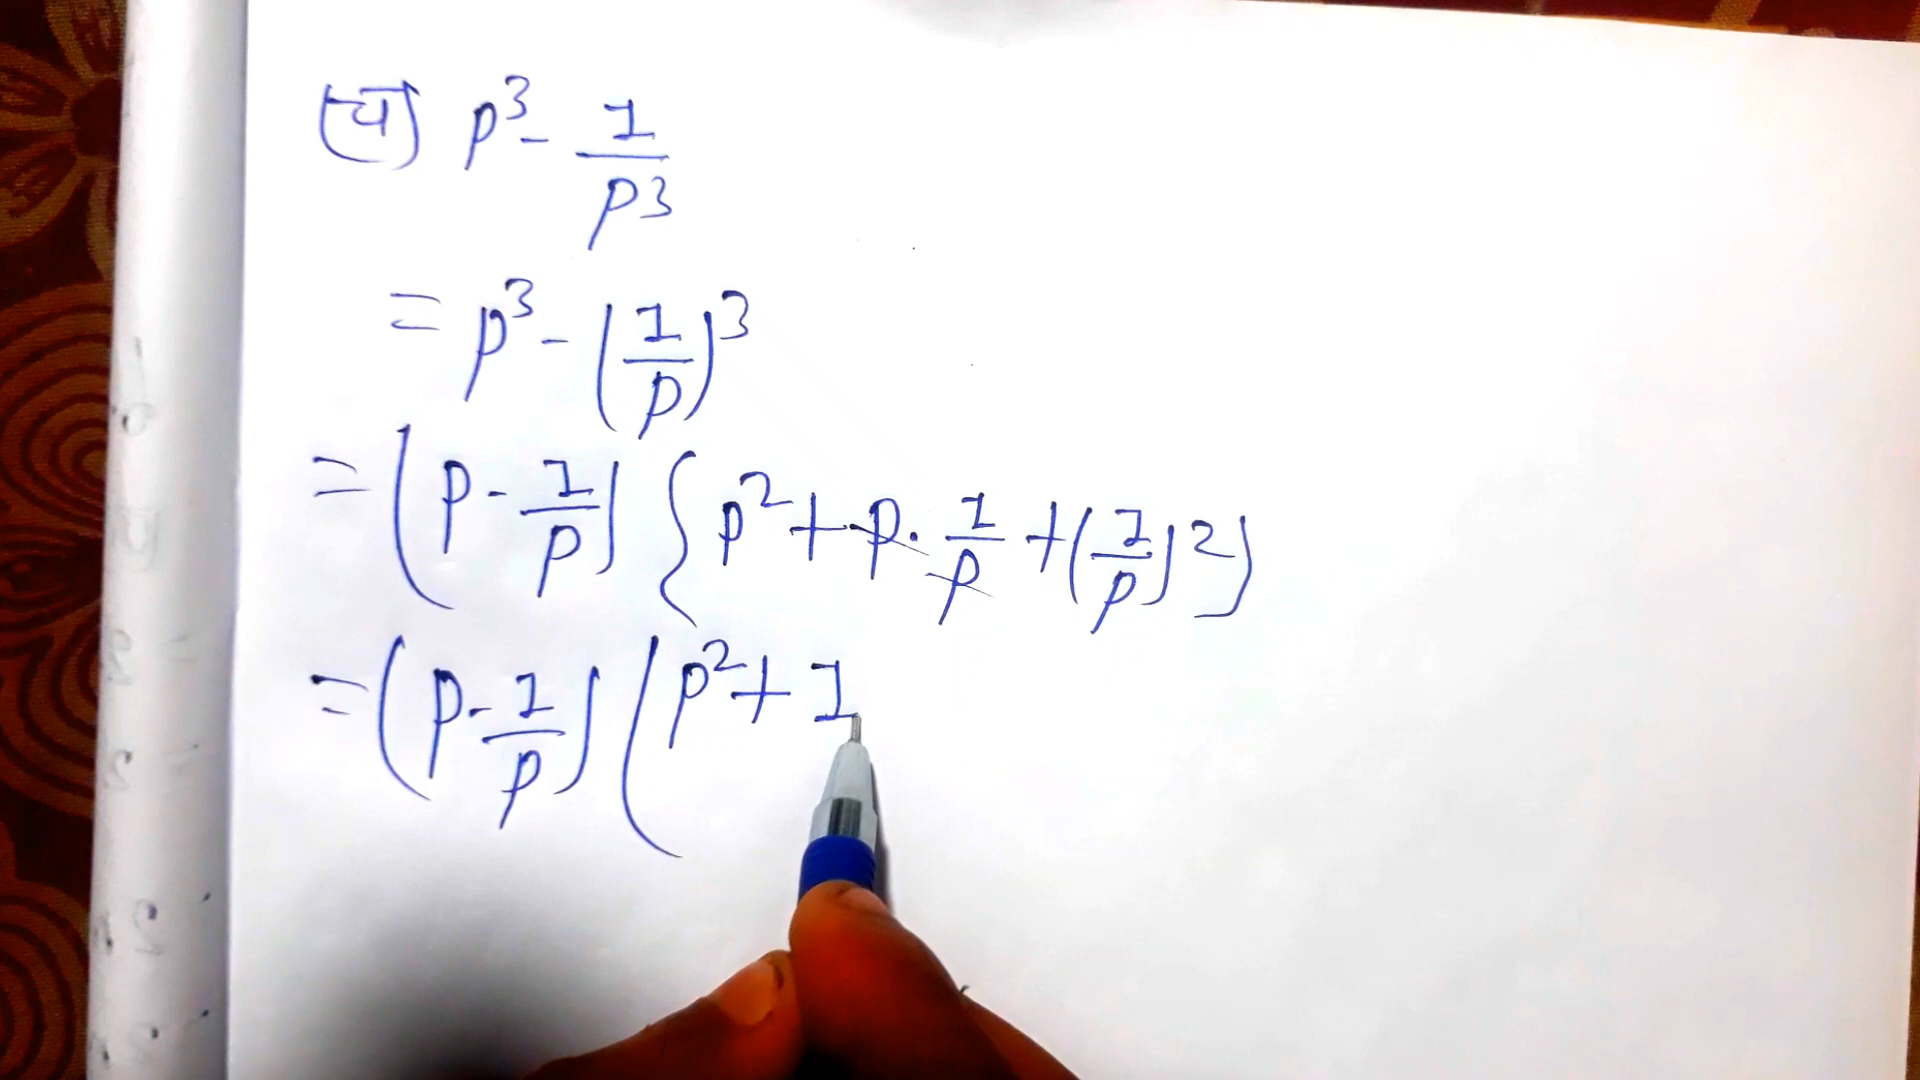 (घ) p³ - 1/p³
= p³ - (1/p)³
= (p - 1/p) {p² + p · 1/p + (1/p)²}
= (p - 1/p) (p² + 1